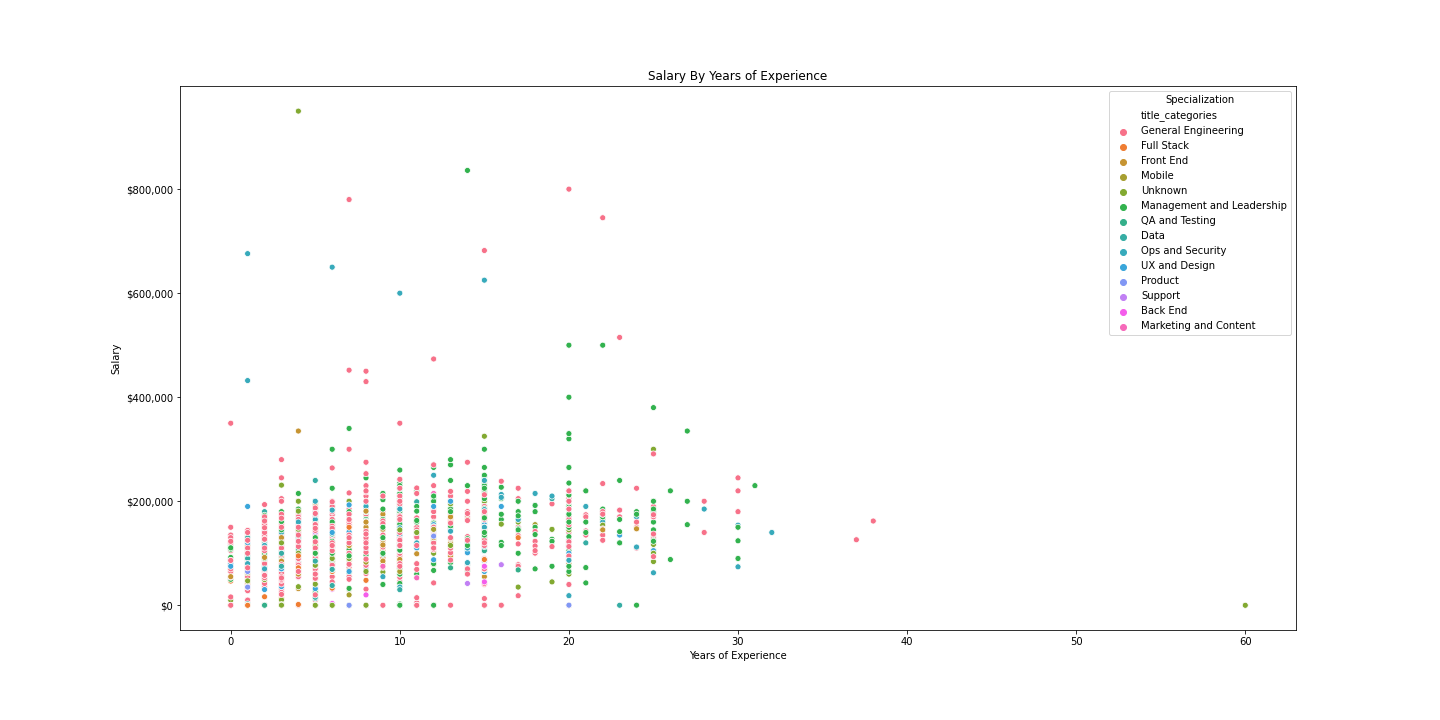 Salary By Years of Experience
Specialization
title_categories
General Engineering
Full Stack
Front End
Mobile
Unknown
Management and Leadership
QA and Testing
Data
Ops and Security
UX and Design
Product
Support
Back End
Marketing and Content
$800,000
$600,000
$400,000
$200,000
$0
Salary
0 10 20 30 40 50 60
Years of Experience